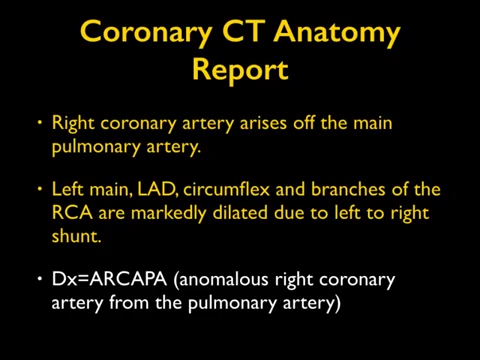 Coronary CT Anatomy
Report
• Right coronary artery arises off the main
pulmonary artery.
• Left main, LAD, circumflex and branches of the
RCA are markedly dilated due to left to right
shunt.
• Dx=ARCAPA (anomalous right coronary
artery from the pulmonary artery)